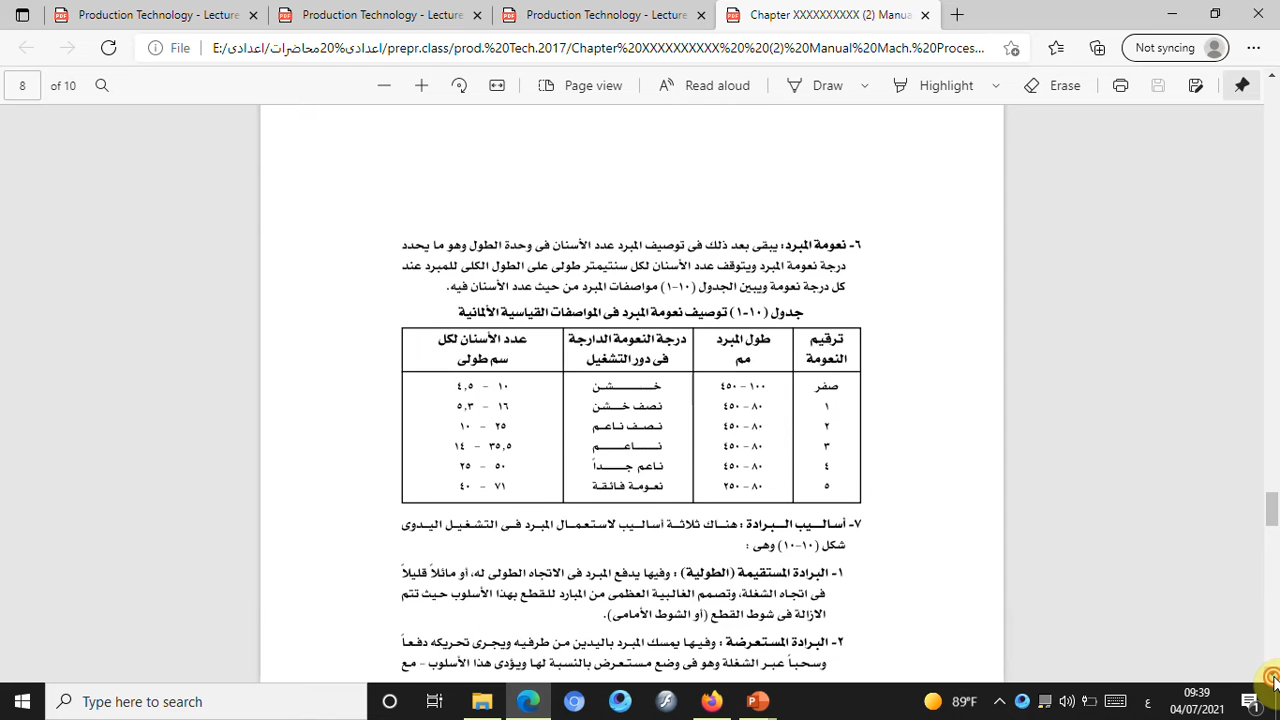 Production Technology - Lecture
Production Technology - Lecture
Production Technology - Lecture
Chapter XXXXXXXXXX (2) Manua
File
E:/اعدادى/محاضرات%20اعدادى/prepr.class/prod.%20Tech.2017/Chapter%20XXXXXXXXXX%20%20(2)%20Manual%20Mach.%20Proces...
Not syncing
8 of 10
Page view
Read aloud
Draw
Highlight
Erase
٦- نعومة المبرد: يبقى بعد ذلك فى توصيف المبرد عدد الأسنان فى وحدة الطول وهو ما يحدد
درجة نعومة المبرد ويتوقف عدد الأسنان لكل سنتيمتر طولى على الطول الكلى للمبرد عند
كل درجة نعومة ويبين الجدول (١٠-١) مواصفات المبرد من حيث عدد الأسنان فيه.
جدول (١٠-١) توصيف نعومة المبرد فى المواصفات القياسية الألمانية
ترقيم النعومة | طول المبرد مم | درجة النعومة الدارجة فى دور التشغيل | عدد الأسنان لكل سم طولى
صفر | ١٠٠ – ٤٥٠ | خشن | ١٠ – ٤,٥
١ | ٨٠ – ٤٥٠ | نصف خشن | ١٦ – ٥,٣
٢ | ٨٠ – ٤٥٠ | نصف ناعم | ٢٥ – ١٠
٣ | ٨٠ – ٤٥٠ | ناعم | ٣٥,٥ – ١٤
٤ | ٨٠ – ٤٥٠ | ناعم جداً | ٥٠ – ٢٥
٥ | ٨٠ – ٢٥٠ | نعومة فائقة | ٧١ – ٤٠
٧- أساليب البرادة : هناك ثلاثة أساليب لاستعمال المبرد فى التشغيل اليدوى
شكل (١٠-١٠) وهى :
١- البرادة المستقيمة (الطولية) : وفيها يدفع المبرد فى الاتجاه الطولى له، أو مائلاً قليلاً
فى اتجاه الشغلة، وتصمم الغالبية العظمى من المبارد للقطع بهذا الأسلوب حيث تتم
الازالة فى شوط القطع (أو الشوط الأمامى).
٢- البرادة المستعرضة : وفيها يمسك المبرد باليدين من طرفيه ويجرى تحريكه دفعاً
وسحباً عبر الشغلة وهو فى وضع مستعرض بالنسبة لها ويؤدى هذا الأسلوب – مع
Type here to search
89°F
ع
09:39
04/07/2021
1